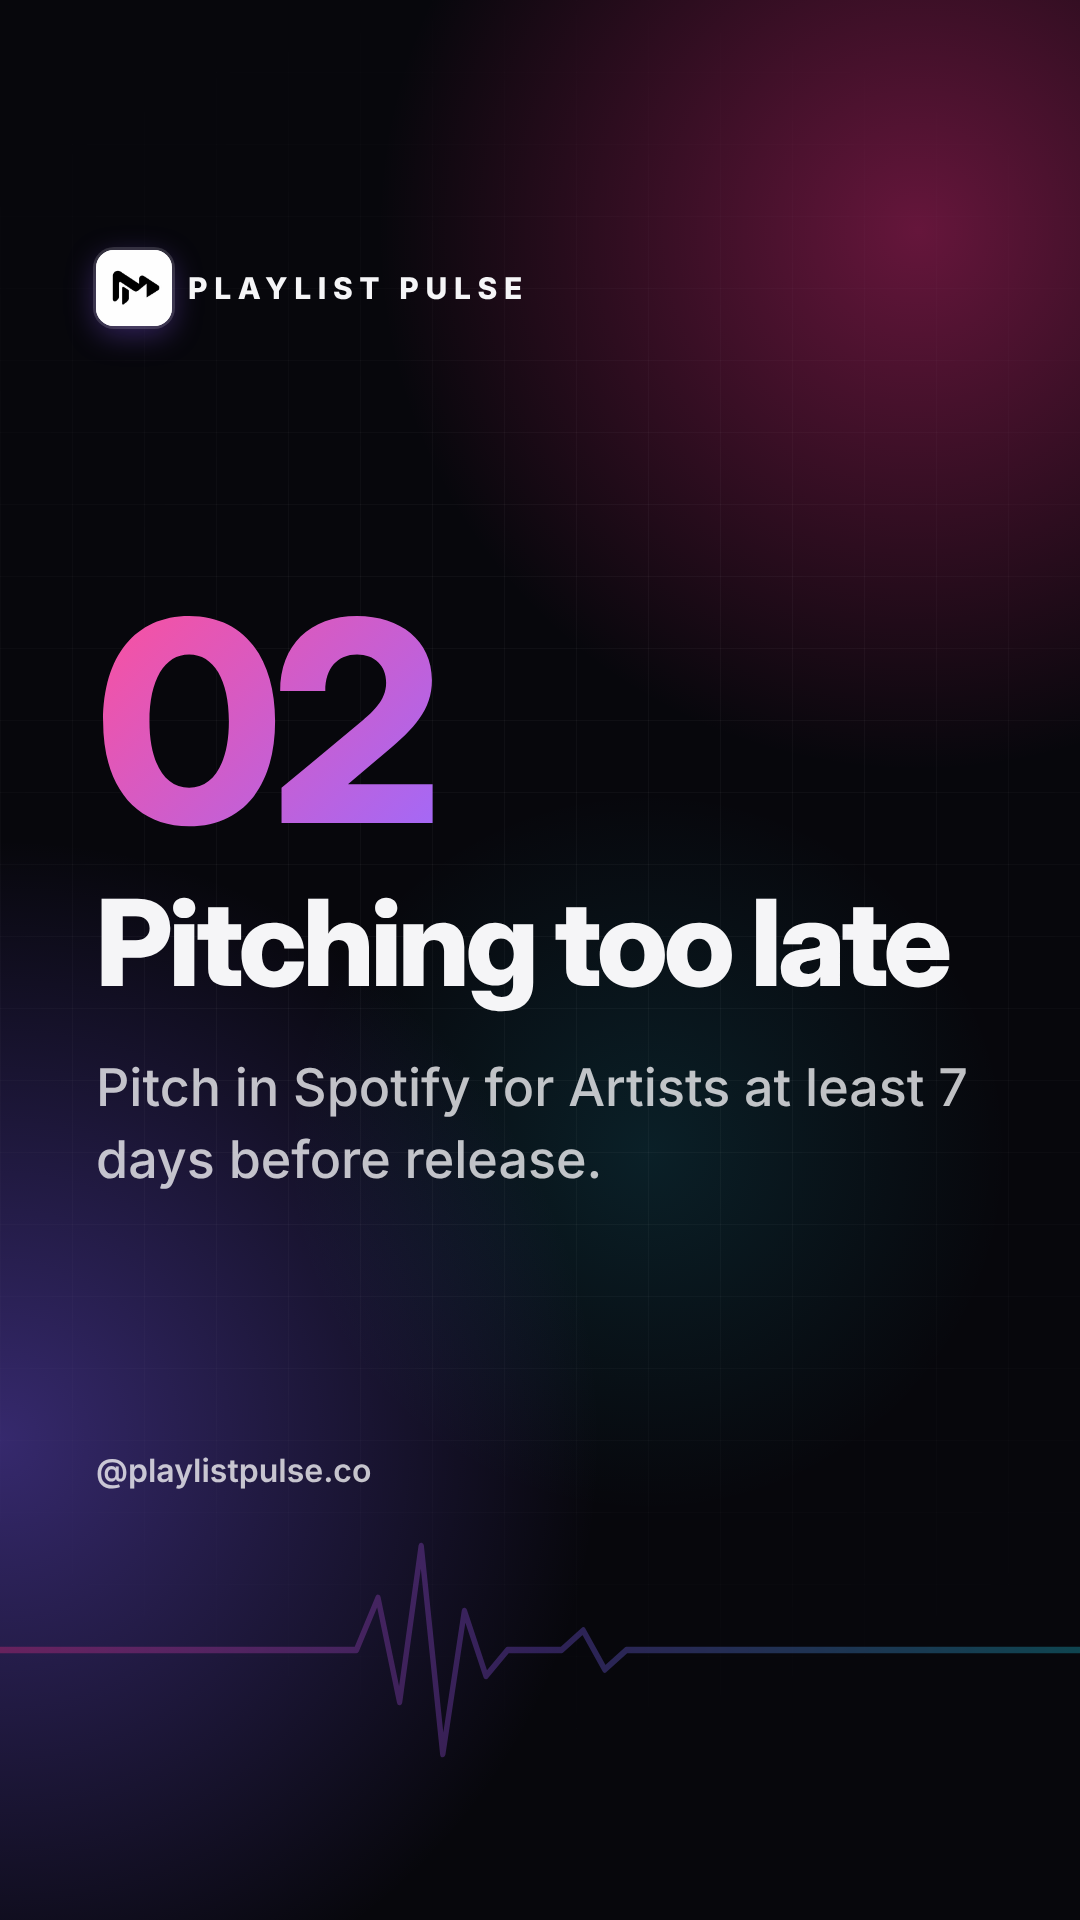 PLAYLIST PULSE
02
Pitching too late
Pitch in Spotify for Artists at least 7
days before release.
@playlistpulse.co